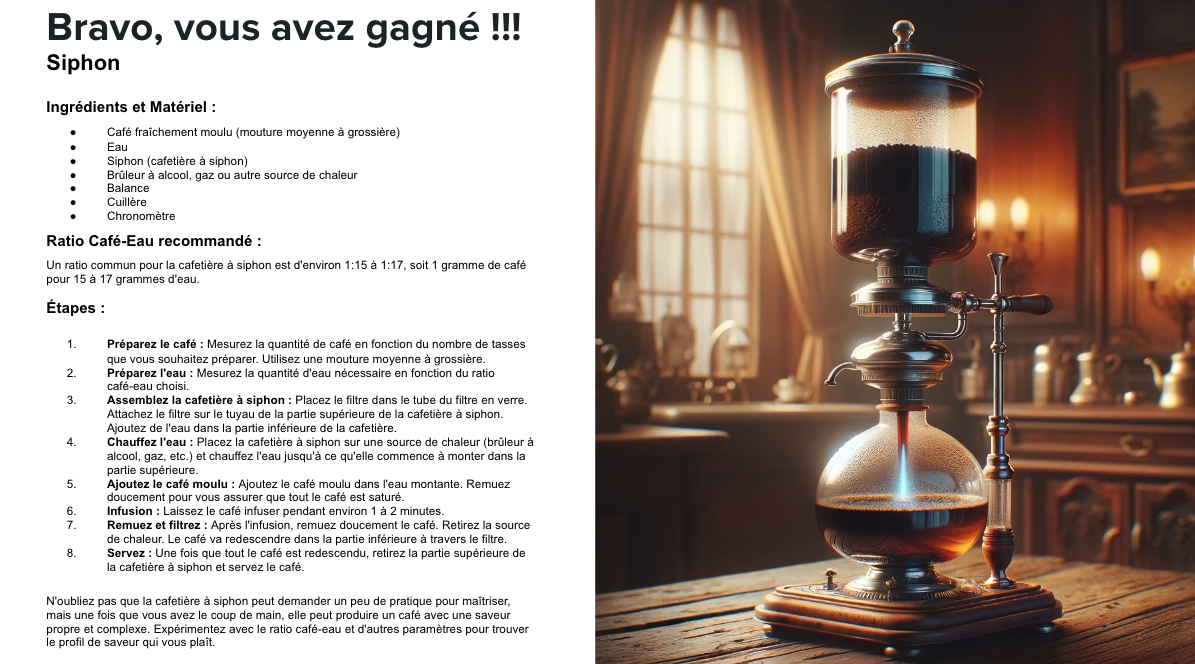 Bravo, vous avez gagné !!!
Siphon
Ingrédients et Matériel :
● Café fraîchement moulu (mouture moyenne à grossière)
● Eau
● Siphon (cafetière à siphon)
● Brûleur à alcool, gaz ou autre source de chaleur
● Balance
● Cuillère
● Chronomètre
Ratio Café-Eau recommandé :
Un ratio commun pour la cafetière à siphon est d'environ 1:15 à 1:17, soit 1 gramme de café
pour 15 à 17 grammes d'eau.
Étapes :
1. Préparez le café : Mesurez la quantité de café en fonction du nombre de tasses
que vous souhaitez préparer. Utilisez une mouture moyenne à grossière.
2. Préparez l'eau : Mesurez la quantité d'eau nécessaire en fonction du ratio
café-eau choisi.
3. Assemblez la cafetière à siphon : Placez le filtre dans le tube du filtre en verre.
Attachez le filtre sur le tuyau de la partie supérieure de la cafetière à siphon.
Ajoutez de l'eau dans la partie inférieure de la cafetière.
4. Chauffez l'eau : Placez la cafetière à siphon sur une source de chaleur (brûleur à
alcool, gaz, etc.) et chauffez l'eau jusqu'à ce qu'elle commence à monter dans la
partie supérieure.
5. Ajoutez le café moulu : Ajoutez le café moulu dans l'eau montante. Remuez
doucement pour vous assurer que tout le café est saturé.
6. Infusion : Laissez le café infuser pendant environ 1 à 2 minutes.
7. Remuez et filtrez : Après l'infusion, remuez doucement le café. Retirez la source
de chaleur. Le café va redescendre dans la partie inférieure à travers le filtre.
8. Servez : Une fois que tout le café est redescendu, retirez la partie supérieure de
la cafetière à siphon et servez le café.
N'oubliez pas que la cafetière à siphon peut demander un peu de pratique pour maîtriser,
mais une fois que vous avez le coup de main, elle peut produire un café avec une saveur
propre et complexe. Expérimentez avec le ratio café-eau et d'autres paramètres pour trouver
le profil de saveur qui vous plaît.